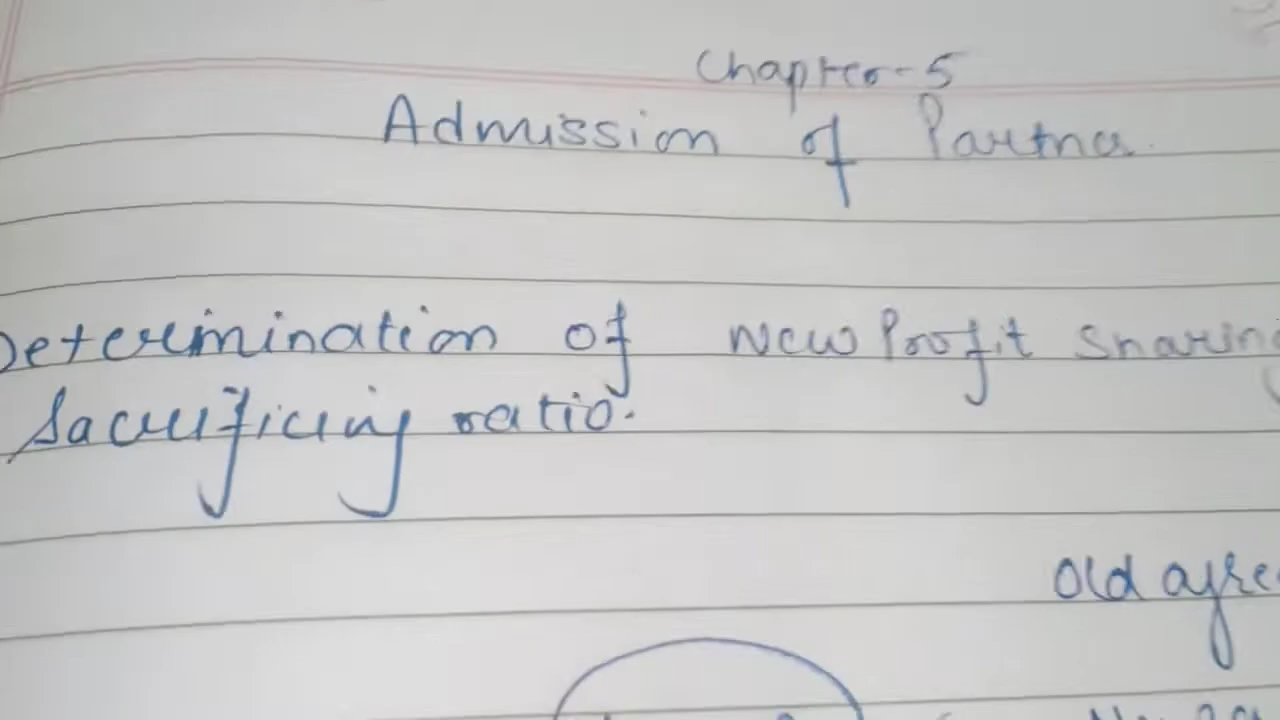 Chapter-5
Admission of Partner.
Determination of New Profit Sharing
Sacrificing ratio.
Old agre